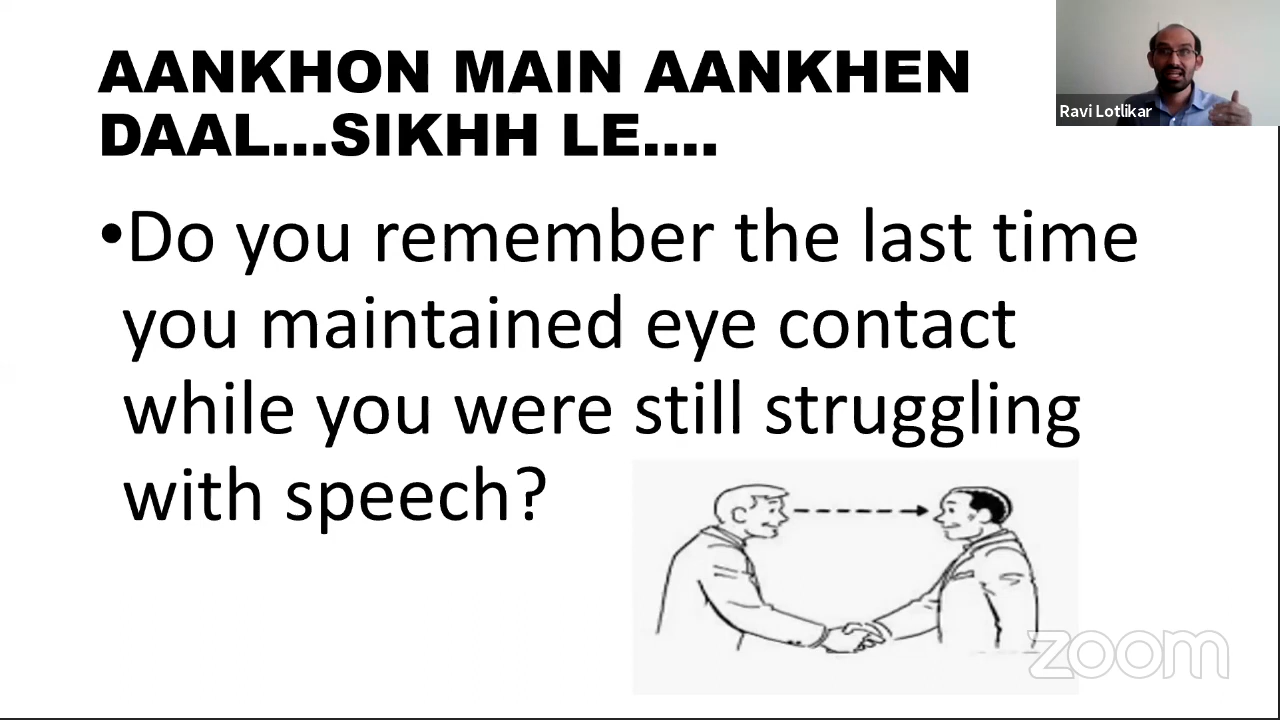 AANKHON MAIN AANKHEN
DAAL...SIKHH LE....
Ravi Lotlikar
•Do you remember the last time
you maintained eye contact
while you were still struggling
with speech?
zoom